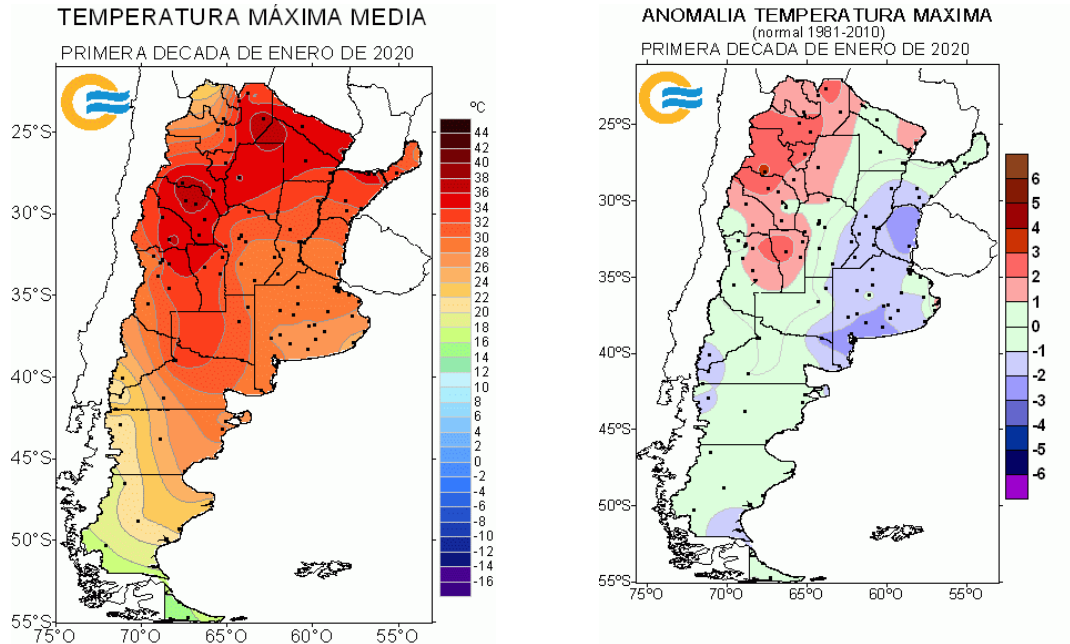 TEMPERATURA MÁXIMA MEDIA
PRIMERA DECADA DE ENERO DE 2020
ºC
44
42
40
38
36
34
32
30
28
26
24
22
20
18
16
14
12
10
8
6
4
2
0
-2
-4
-6
-8
-10
-12
-14
-16
25°S
30°S
35°S
40°S
45°S
50°S
55°S
75°O
70°O
65°O
60°O
55°O
ANOMALIA TEMPERATURA MAXIMA
(normal 1981-2010)
PRIMERA DECADA DE ENERO DE 2020
6
5
4
3
2
1
0
-1
-2
-3
-4
-5
-6
25°S
30°S
35°S
40°S
45°S
50°S
55°S
75°O
70°O
65°O
60°O
55°O